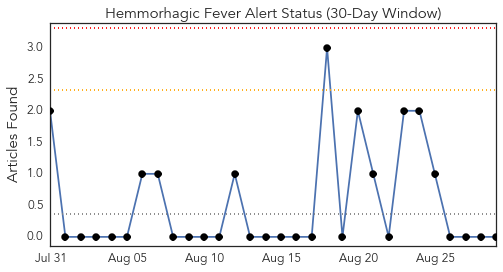 Hemmorhagic Fever Alert Status (30-Day Window)
Articles Found
3.0
2.5
2.0
1.5
1.0
0.5
0.0
Jul 31 Aug 05 Aug 10 Aug 15 Aug 20 Aug 25